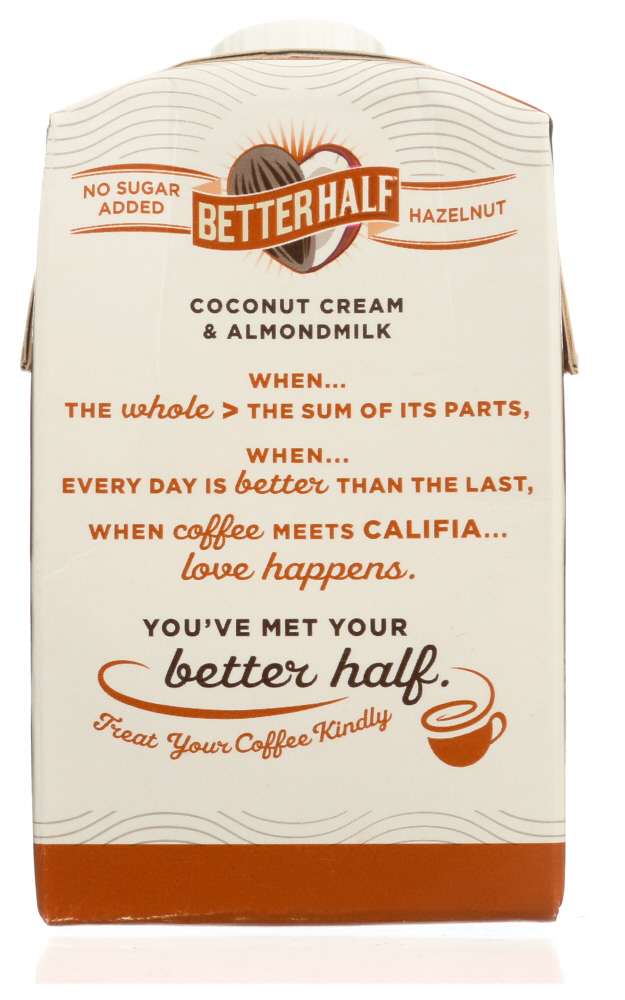 NO SUGAR
ADDED
BETTER HALF™
HAZELNUT
COCONUT CREAM
& ALMONDMILK
WHEN...
THE whole > THE SUM OF ITS PARTS,
WHEN...
EVERY DAY IS better THAN THE LAST,
WHEN coffee MEETS CALIFIA...
love happens.
YOU'VE MET YOUR
better half.
Treat Your Coffee Kindly